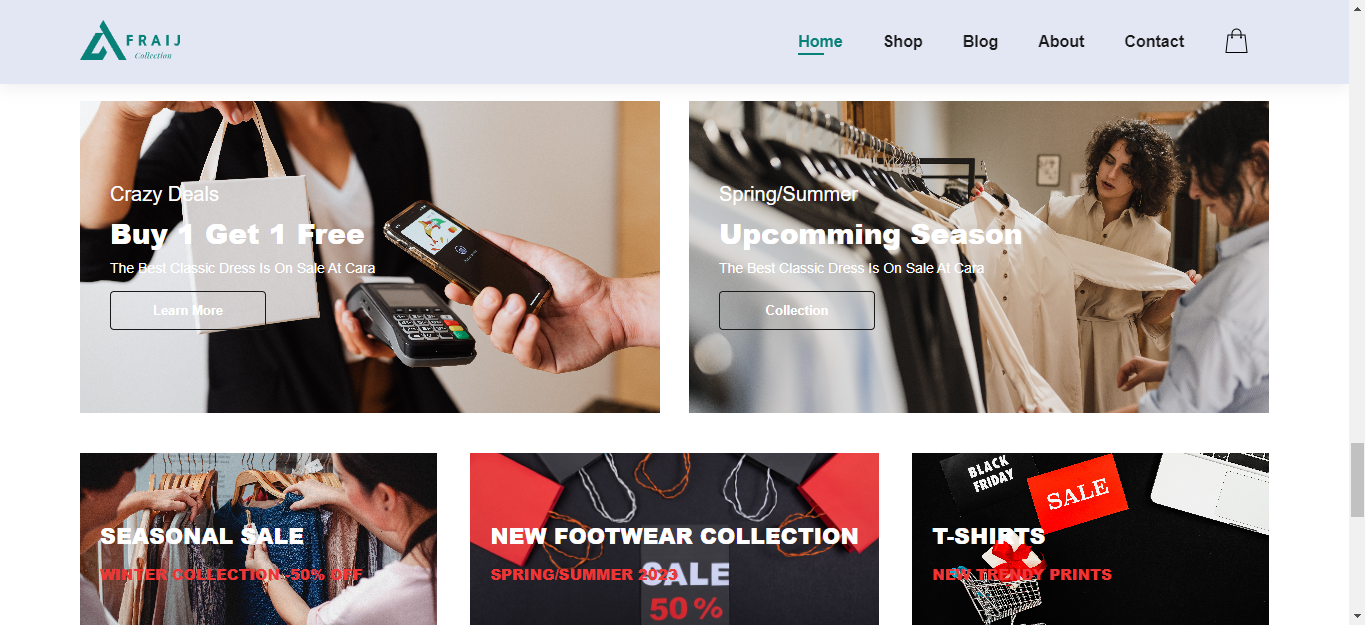 FRAIJ
Collection
Home Shop Blog About Contact
Crazy Deals
Buy 1 Get 1 Free
The Best Classic Dress Is On Sale At Cara
Learn More
Spring/Summer
Upcomming Season
The Best Classic Dress Is On Sale At Cara
Collection
SEASONAL SALE
WINTER COLLECTION -50% OFF
NEW FOOTWEAR COLLECTION
SPRING/SUMMER 2023
SALE
50%
BLACK
FRIDAY
SALE
T-SHIRTS
NEW TRENDY PRINTS